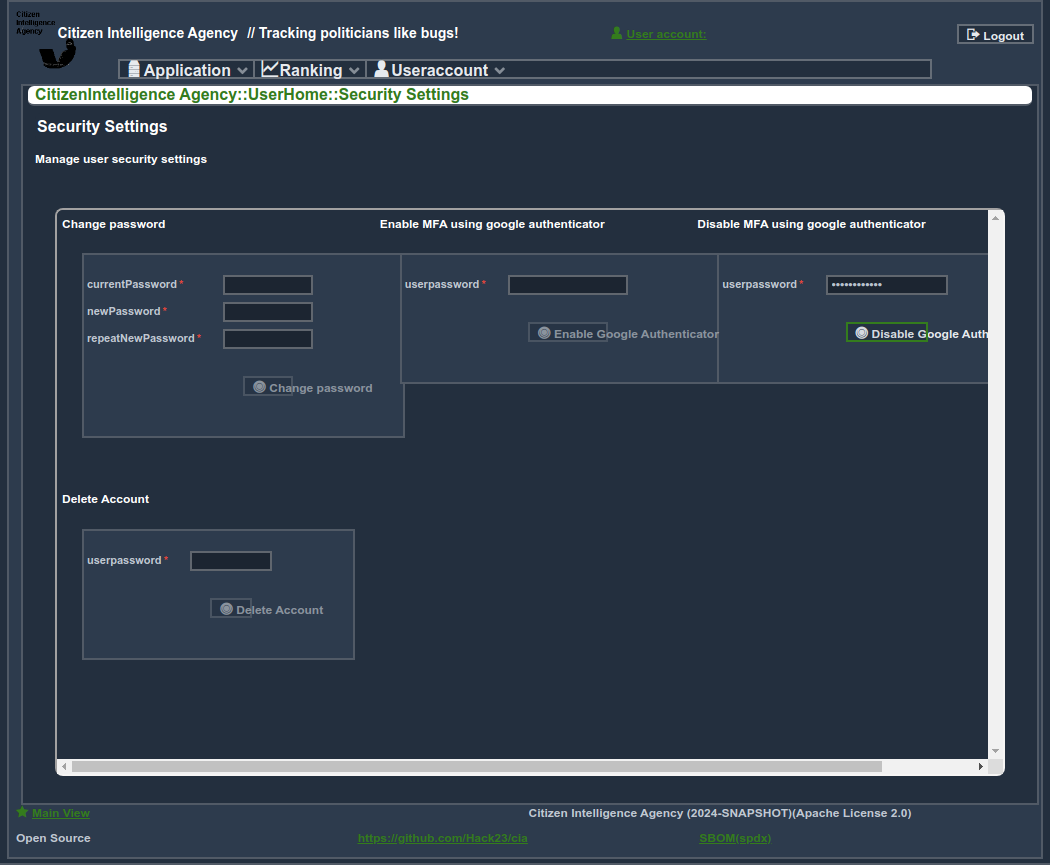 Citizen
Intelligence
Agency
Citizen Intelligence Agency // Tracking politicians like bugs!
User account:
Logout
Application
Ranking
Useraccount
CitizenIntelligence Agency::UserHome::Security Settings
Security Settings
Manage user security settings
Change password
Enable MFA using google authenticator
Disable MFA using google authenticator
currentPassword *
newPassword *
repeatNewPassword *
Change password
userpassword *
Enable Google Authenticator
userpassword *
••••••••••••
Disable Google Auth
Delete Account
userpassword *
Delete Account
Main View
Citizen Intelligence Agency (2024-SNAPSHOT)(Apache License 2.0)
Open Source
https://github.com/Hack23/cia
SBOM(spdx)